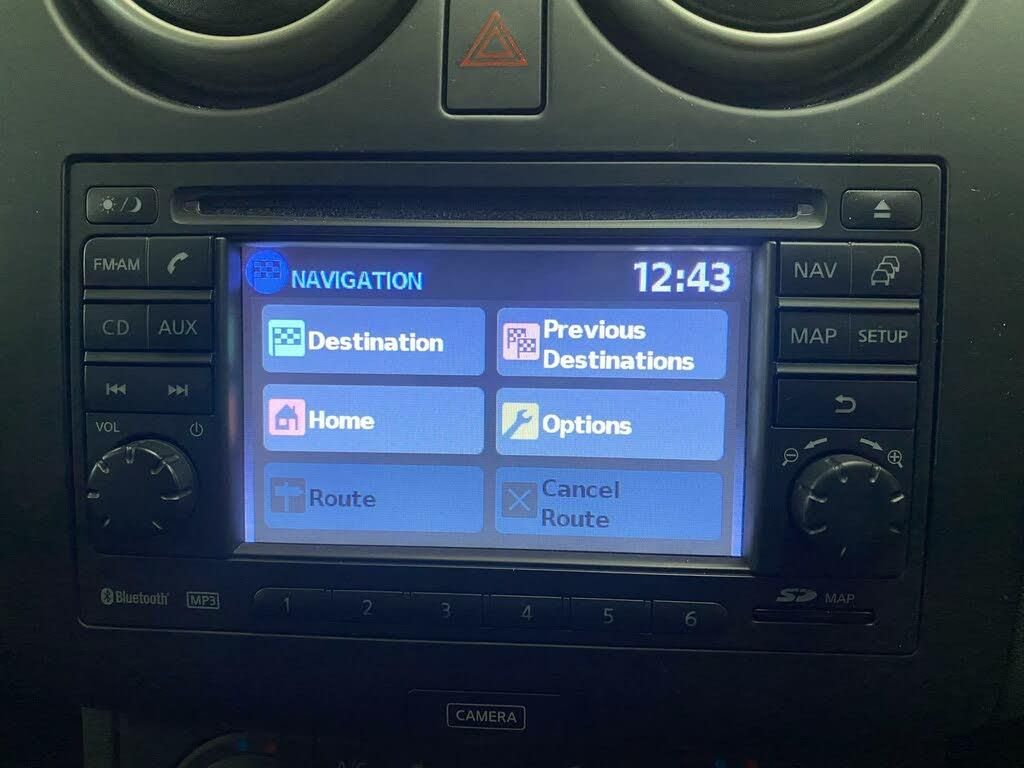 FM·AM
CD
AUX
VOL
NAVIGATION
12:43
Destination
Previous
Destinations
Home
Options
Route
Cancel
Route
NAV
MAP
SETUP
Bluetooth®
MP3
1
2
3
4
5
6
SD
MAP
CAMERA
A/C